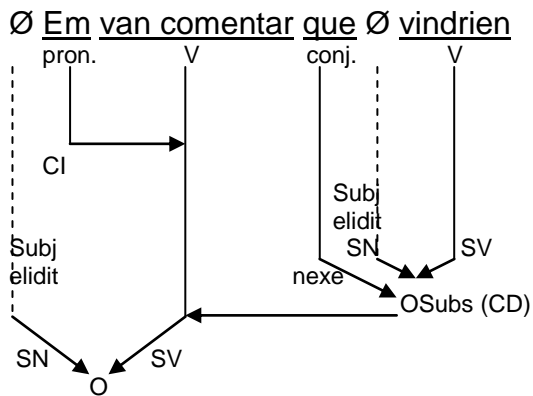 Ø Em van comentar que Ø vindrien
pron. V conj. V
CI
Subj
elidit
Subj
elidit
SN SV
nexe
OSubs (CD)
SN SV
O